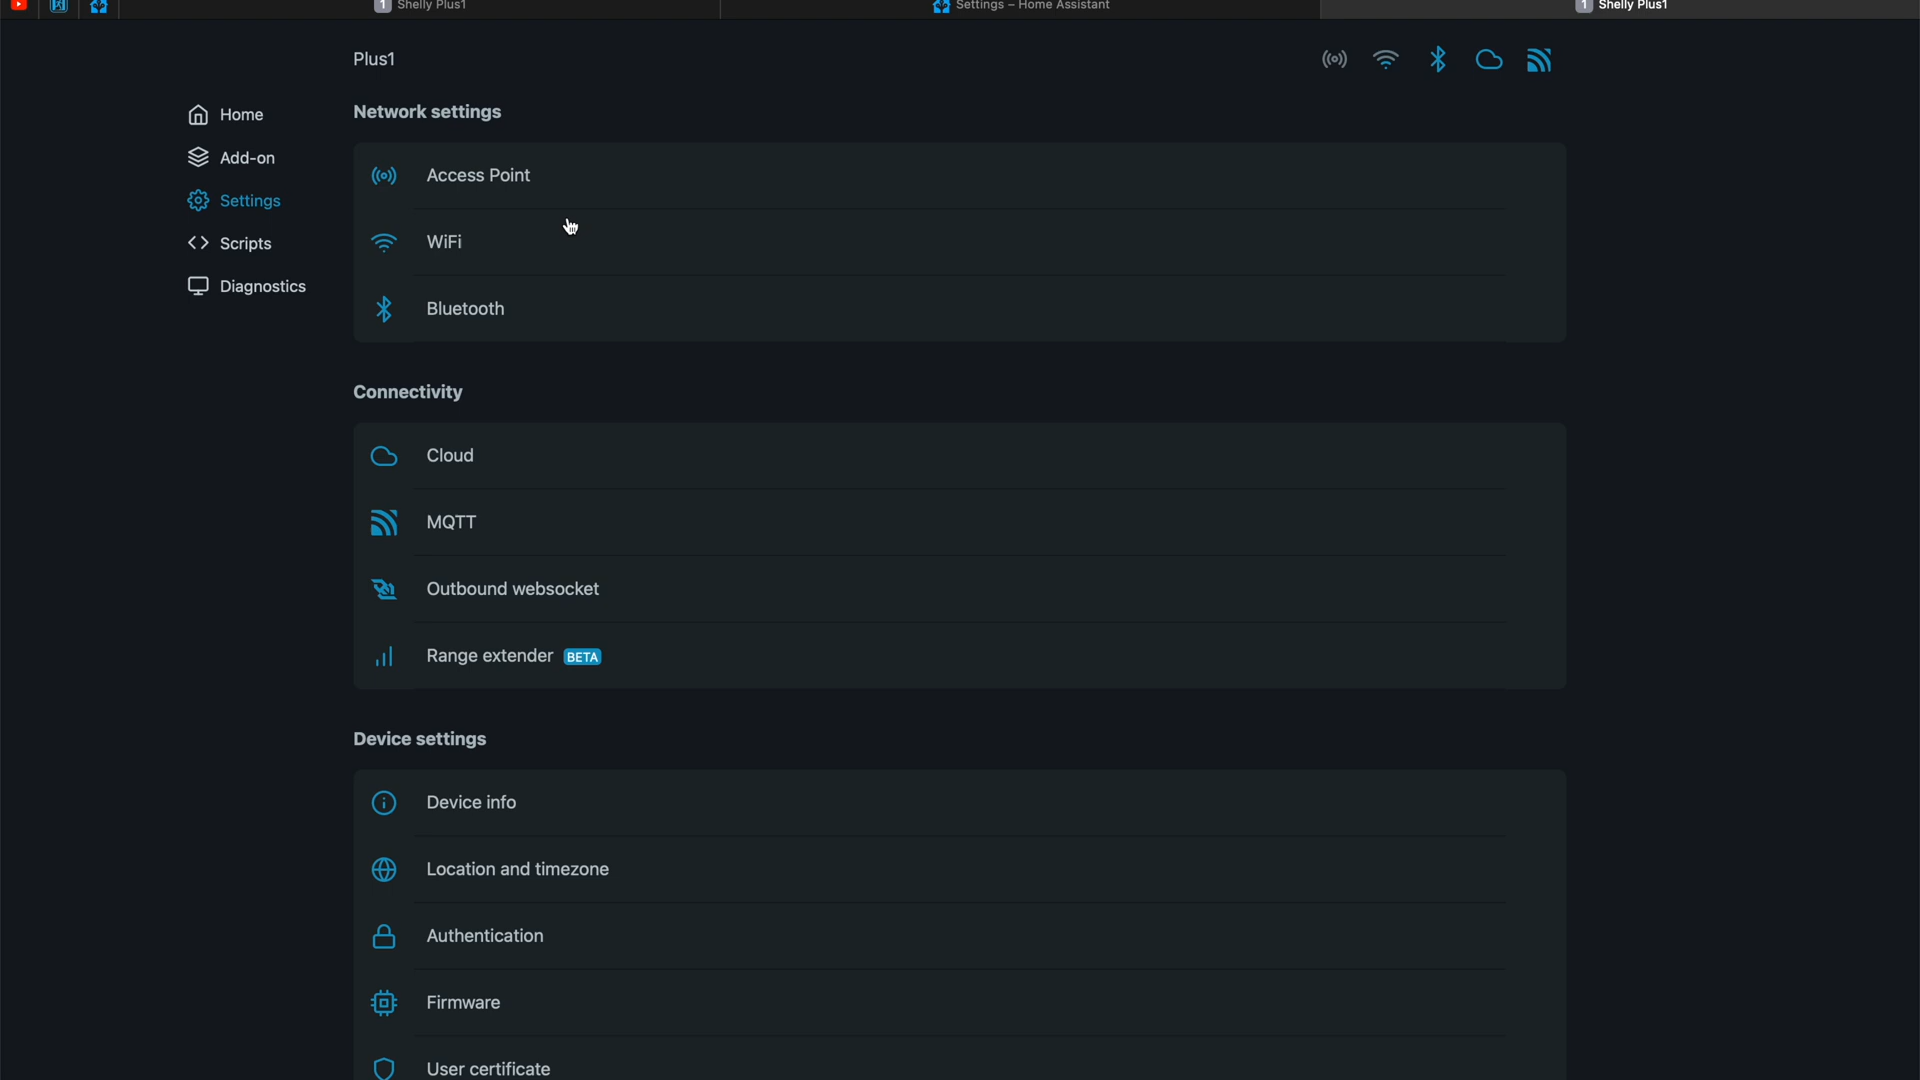 1 Shelly Plus1
Settings – Home Assistant
1 Shelly Plus1
Plus1
Home
Add-on
Settings
Scripts
Diagnostics
Network settings
Access Point
WiFi
Bluetooth
Connectivity
Cloud
MQTT
Outbound websocket
Range extender BETA
Device settings
Device info
Location and timezone
Authentication
Firmware
User certificate